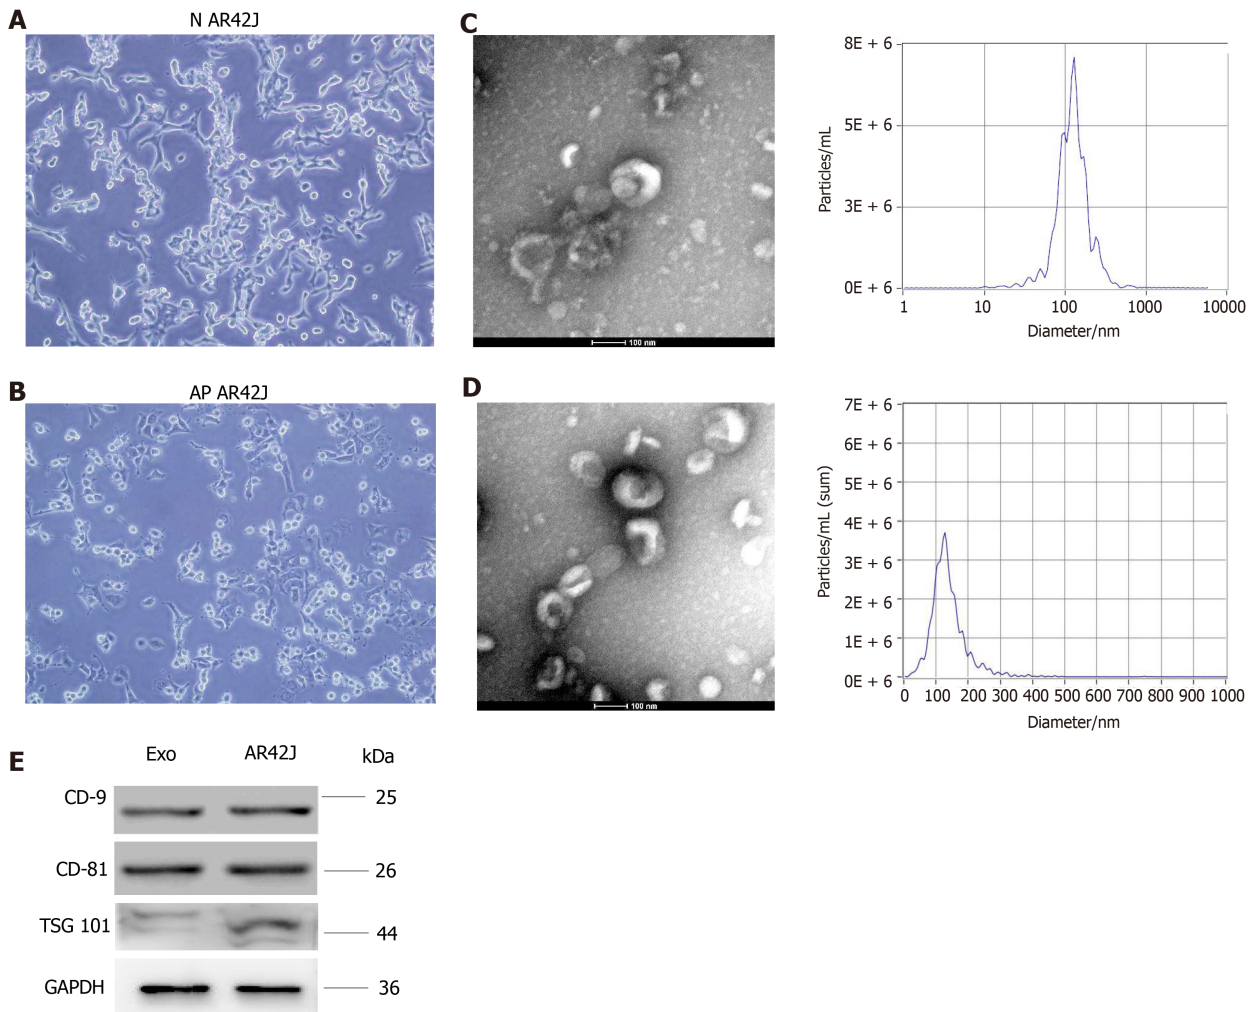 A
N AR42J
C
8E + 6
5E + 6
3E + 6
0E + 6
Particles/mL
1
10
100
1000
10000
Diameter/nm
100 nm
B
AP AR42J
D
7E + 6
6E + 6
5E + 6
4E + 6
3E + 6
2E + 6
1E + 6
0E + 6
Particles/mL (sum)
0 100 200 300 400 500 600 700 800 900 1000
Diameter/nm
100 nm
E
Exo AR42J kDa
CD-9 25
CD-81 26
TSG 101 44
GAPDH 36